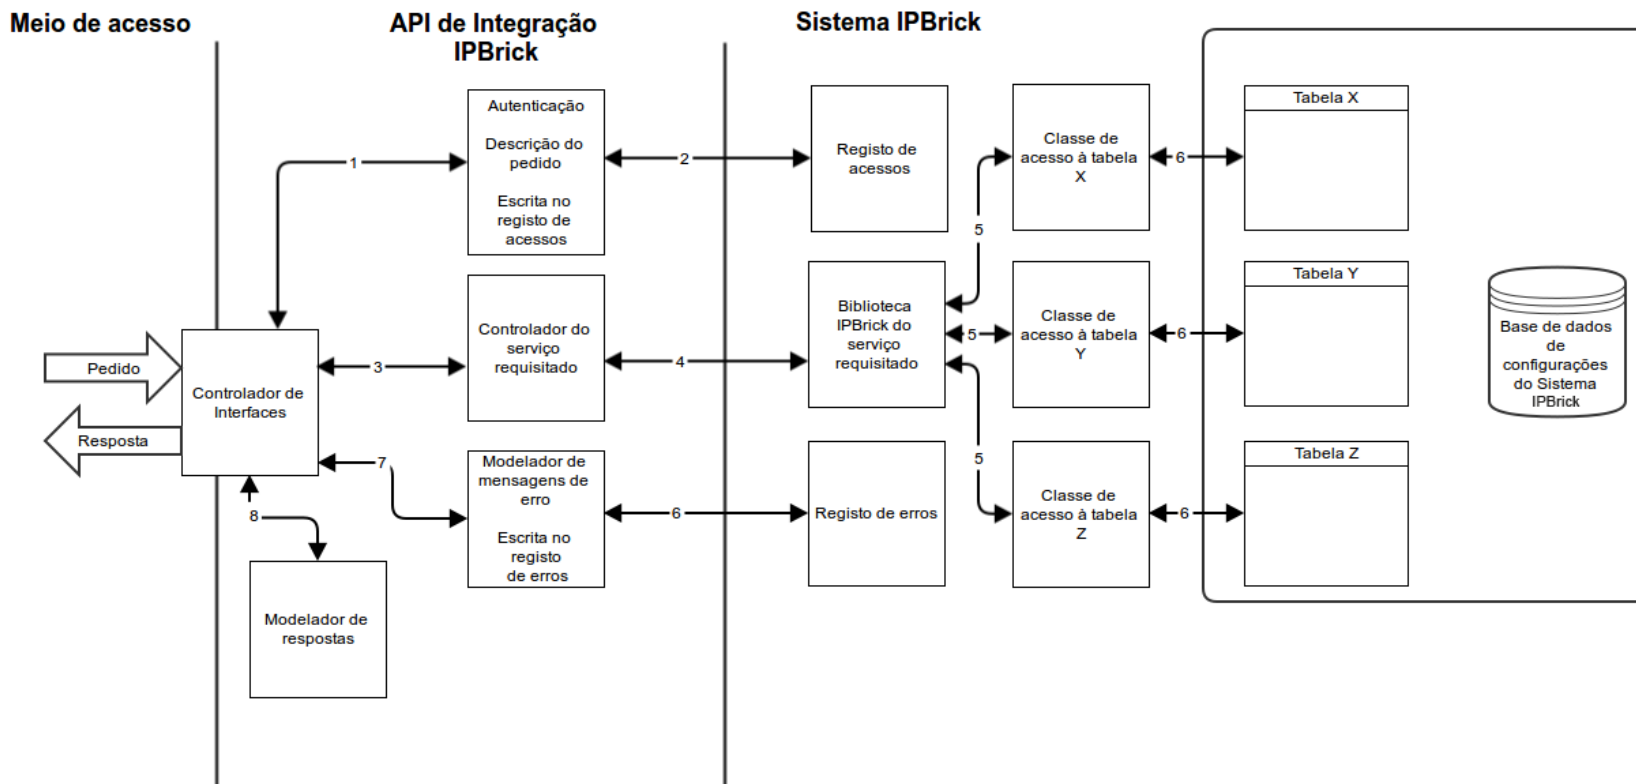 Meio de acesso
API de Integração
IPBrick
Sistema IPBrick
Autenticação
Descrição do
pedido
Escrita no
registo de
acessos
1
2
Registo de
acessos
Classe de
acesso à tabela
X
6
Tabela X
5
Pedido
Resposta
Controlador de
Interfaces
3
Controlador do
serviço
requisitado
4
Biblioteca
IPBrick do
serviço
requisitado
5
Classe de
acesso à tabela
Y
6
Tabela Y
Base de dados
de
configurações
do Sistema
IPBrick
7
Modelador de
mensagens de
erro
Escrita no
registo
de erros
6
Registo de erros
5
Classe de
acesso à tabela
Z
6
Tabela Z
8
Modelador de
respostas